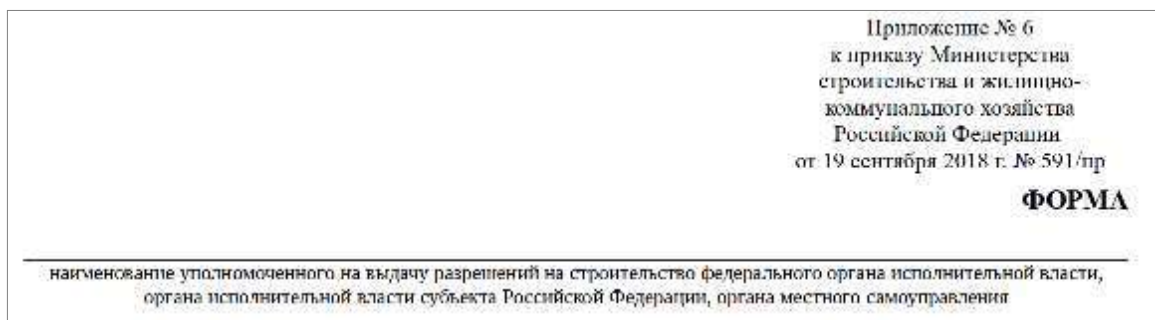 Приложение № 6
к приказу Министерства
строительства и жилищно-
коммунального хозяйства
Российской Федерации
от 19 сентября 2018 г. № 591/пр
ФОРМА
наименование уполномоченного на выдачу разрешений на строительство федерального органа исполнительной власти,
органа исполнительной власти субъекта Российской Федерации, органа местного самоуправления